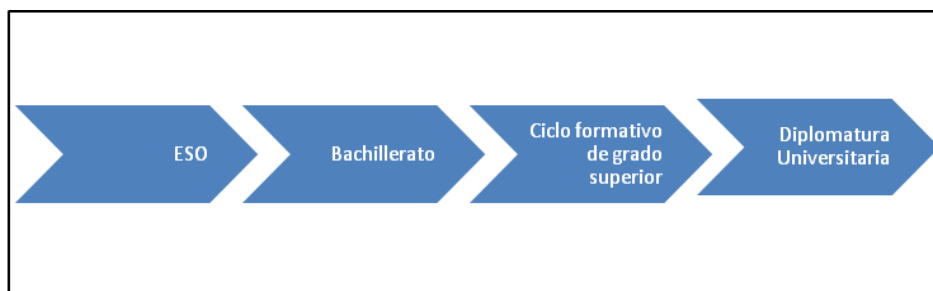 ESO
Bachillerato
Ciclo formativo
de grado
superior
Diplomatura
Universitaria